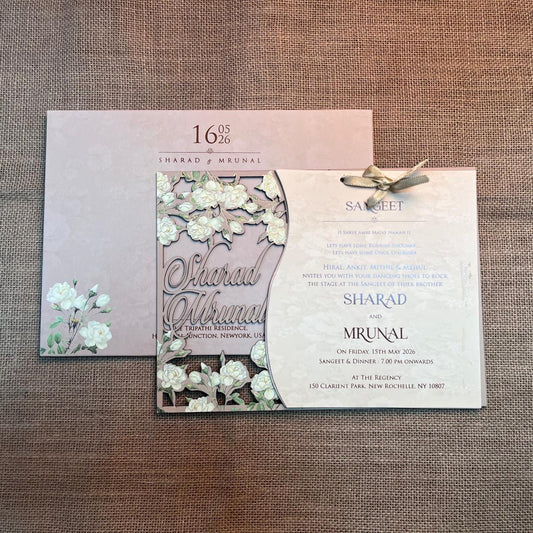 16 05
26
SHARAD & MRUNAL
Sharad
Mrunal
TRIPATHI RESIDENCE,
JUNCTION, NEWYORK, USA
SANGEET
LETS HAVE SOME
LETS HAVE SOME
HIRAL, ANKIT, MITHIL & MEHUL
INVITES YOU WITH YOUR DANCING SHOES TO ROCK
THE STAGE AT THE SANGEET OF THEIR BROTHER
SHARAD
AND
MRUNAL
ON FRIDAY, 15TH MAY 2026
SANGEET & DINNER : 7.00 PM ONWARDS
AT THE REGENCY
150 CLARIENT PARK, NEW ROCHELLE, NY 10807